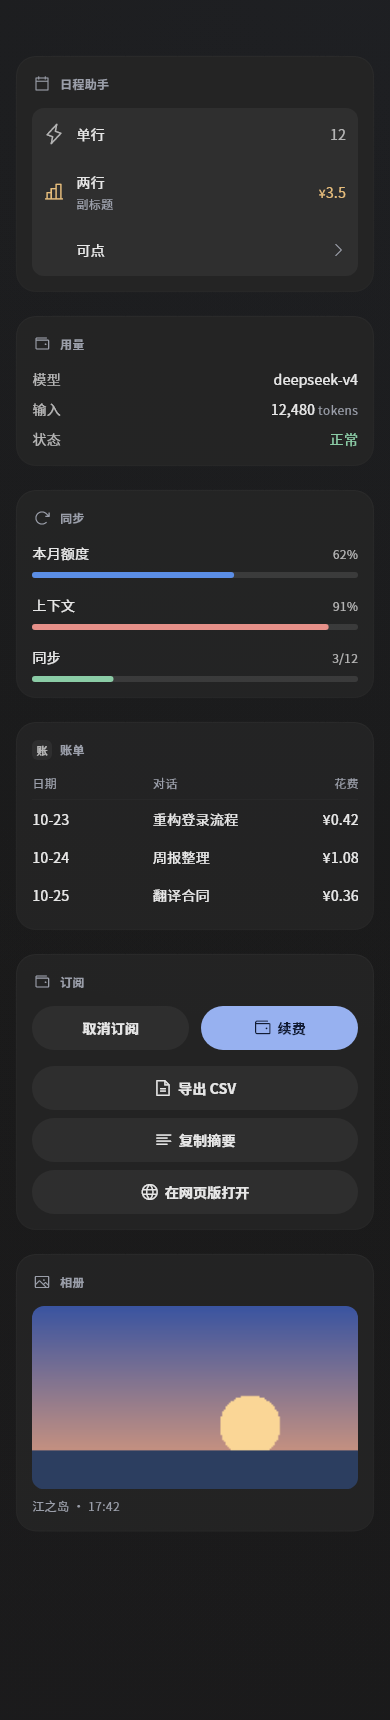 日程助手
单行 12
两行
副标题
¥3.5
可点
用量
模型 deepseek-v4
输入 12,480 tokens
状态 正常
同步
本月额度 62%
上下文 91%
同步 3/12
账 账单
日期 对话 花费
10-23 重构登录流程 ¥0.42
10-24 周报整理 ¥1.08
10-25 翻译合同 ¥0.36
订阅
取消订阅 续费
导出 CSV
复制摘要
在网页版打开
相册
江之岛 · 17:42